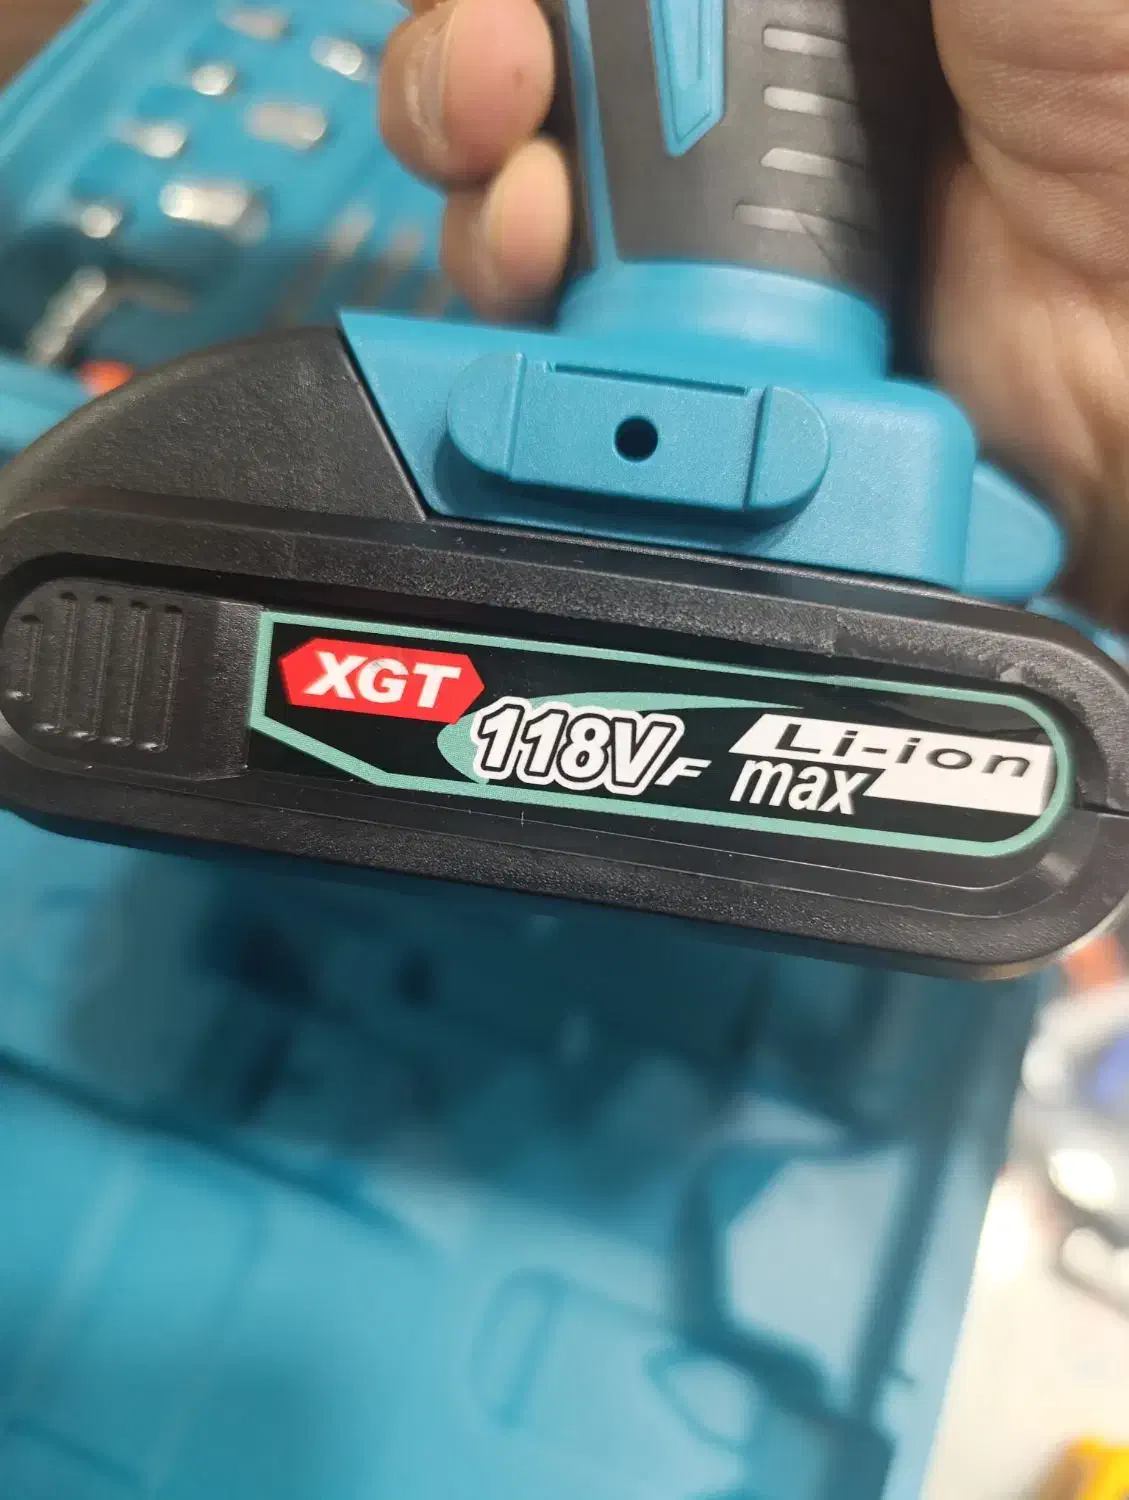 XGT
118VF
Li-ion
max